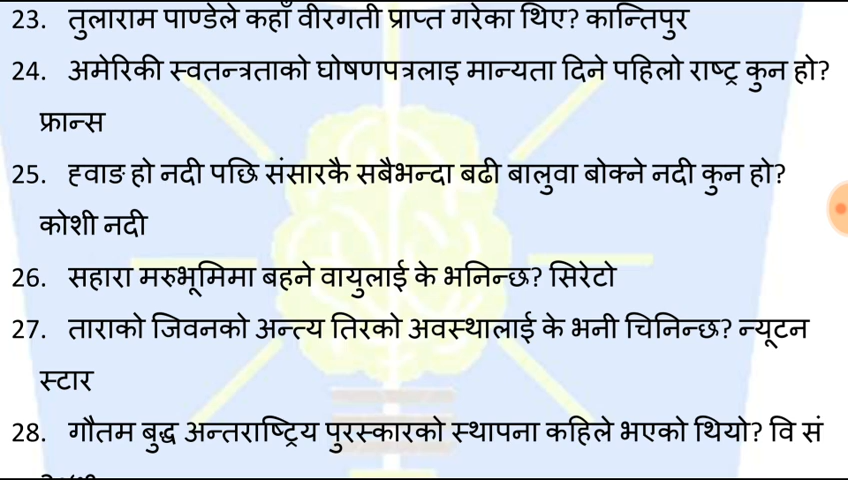 23. तुलाराम पाण्डेले कहाँ वीरगती प्राप्त गरेका थिए? कान्तिपुर
24. अमेरिकी स्वतन्त्रताको घोषणपत्रलाइ मान्यता दिने पहिलो राष्ट्र कुन हो?
फ्रान्स
25. ह्वाङ हो नदी पछि संसारकै सबैभन्दा बढी बालुवा बोक्ने नदी कुन हो?
कोशी नदी
26. सहारा मरुभूमिमा बहने वायुलाई के भनिन्छ? सिरेटो
27. ताराको जिवनको अन्त्य तिरको अवस्थालाई के भनी चिनिन्छ? न्यूटन
स्टार
28. गौतम बुद्ध अन्तराष्ट्रिय पुरस्कारको स्थापना कहिले भएको थियो? वि सं